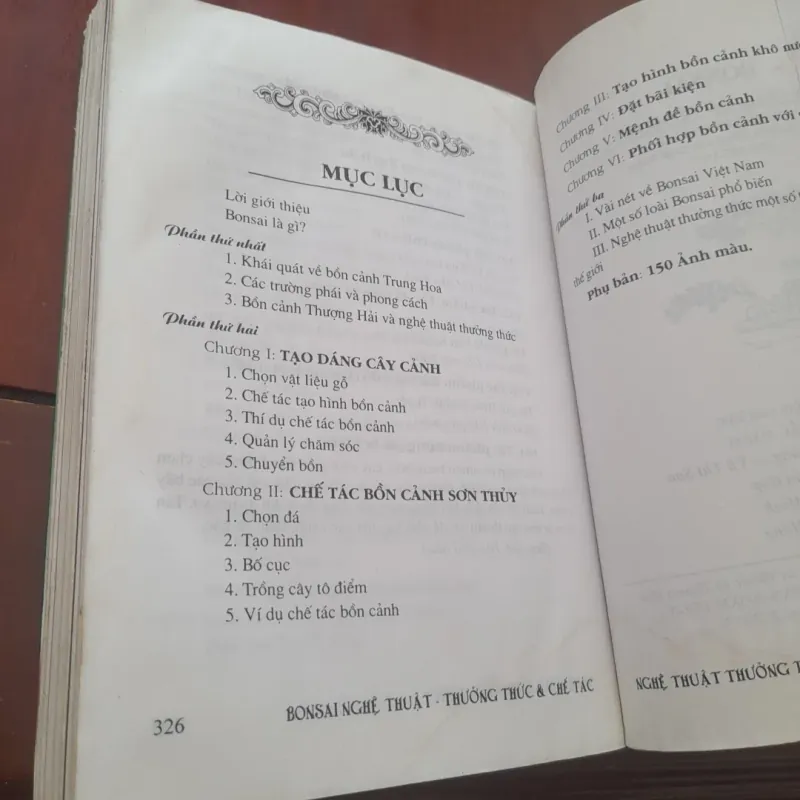 MỤC LỤC
Lời giới thiệu
Bonsai là gì?
Phần thứ nhất
1. Khái quát về bồn cảnh Trung Hoa
2. Các trường phái và phong cách
3. Bồn cảnh Thượng Hải và nghệ thuật thưởng thức
Phần thứ hai
Chương I: TẠO DÁNG CÂY CẢNH
1. Chọn vật liệu gỗ
2. Chế tác tạo hình bồn cảnh
3. Thí dụ chế tác bồn cảnh
4. Quản lý chăm sóc
5. Chuyển bồn
Chương II: CHẾ TÁC BỒN CẢNH SƠN THỦY
1. Chọn đá
2. Tạo hình
3. Bố cục
4. Trồng cây tô điểm
5. Ví dụ chế tác bồn cảnh
326
BONSAI NGHỆ THUẬT - THƯỞNG THỨC & CHẾ TÁC
Chương III: Tạo hình bồn cảnh khô
Chương IV: Đặt bãi kiện
Chương V: Mệnh đề bồn cảnh
Chương VI: Phối hợp bồn cảnh với
Phần thứ ba
I. Vài nét về Bonsai Việt Nam
II. Một số loài Bonsai phổ biến
III. Nghệ thuật thưởng thức một số
thế giới
Phụ bản: 150 Ảnh màu.
NGHỆ THUẬT THƯỞNG